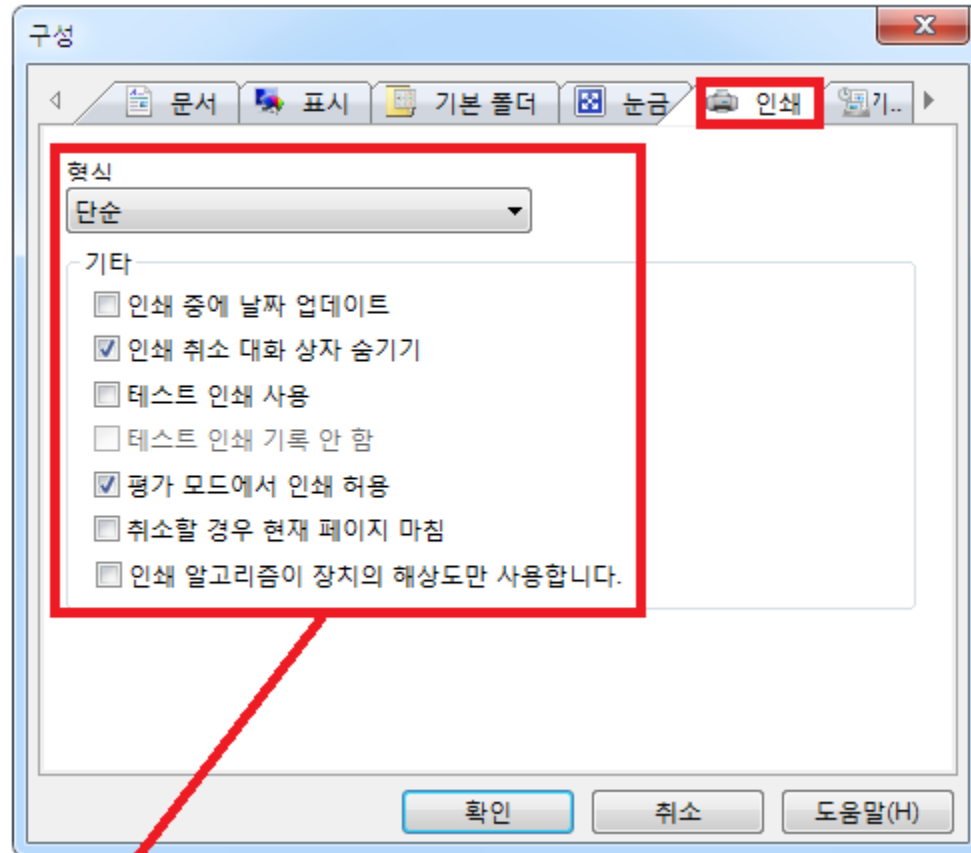 구성
문서 표시 기본 폴더 눈금 인쇄 기..
형식
단순
기타
인쇄 중에 날짜 업데이트
인쇄 취소 대화 상자 숨기기
테스트 인쇄 사용
테스트 인쇄 기록 안 함
평가 모드에서 인쇄 허용
취소할 경우 현재 페이지 마침
인쇄 알고리즘이 장치의 해상도만 사용합니다.
확인 취소 도움말(H)